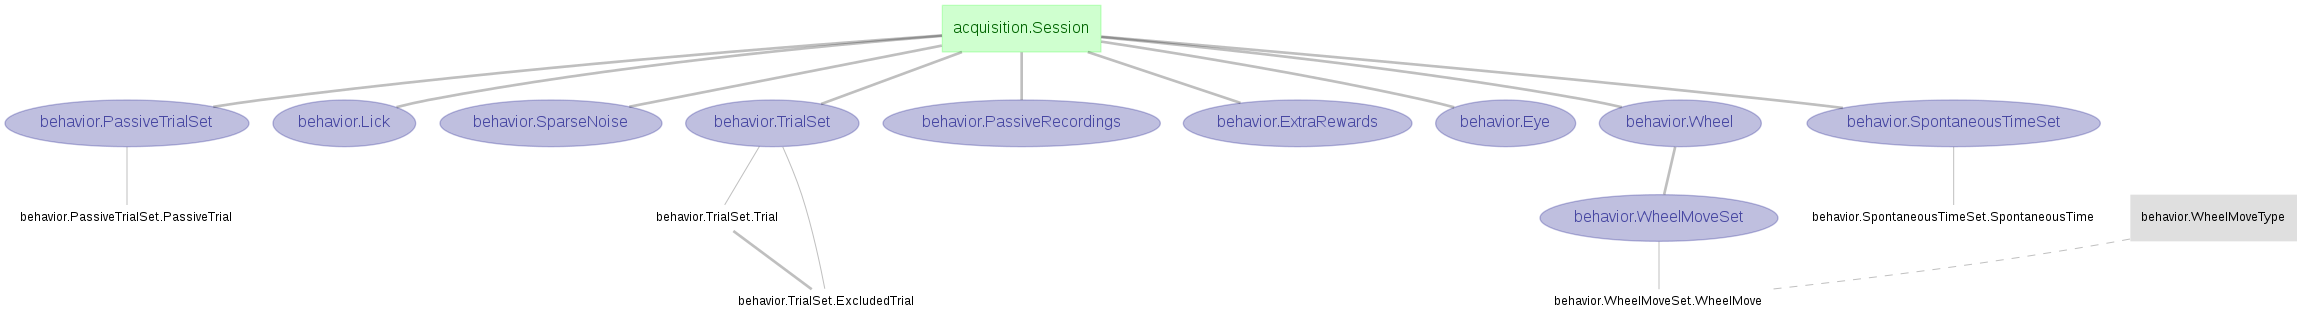 acquisition.Session
behavior.PassiveTrialSet
behavior.Lick
behavior.SparseNoise
behavior.TrialSet
behavior.PassiveRecordings
behavior.ExtraRewards
behavior.Eye
behavior.Wheel
behavior.SpontaneousTimeSet
behavior.PassiveTrialSet.PassiveTrial
behavior.TrialSet.Trial
behavior.WheelMoveSet
behavior.SpontaneousTimeSet.SpontaneousTime
behavior.WheelMoveType
behavior.TrialSet.ExcludedTrial
behavior.WheelMoveSet.WheelMove